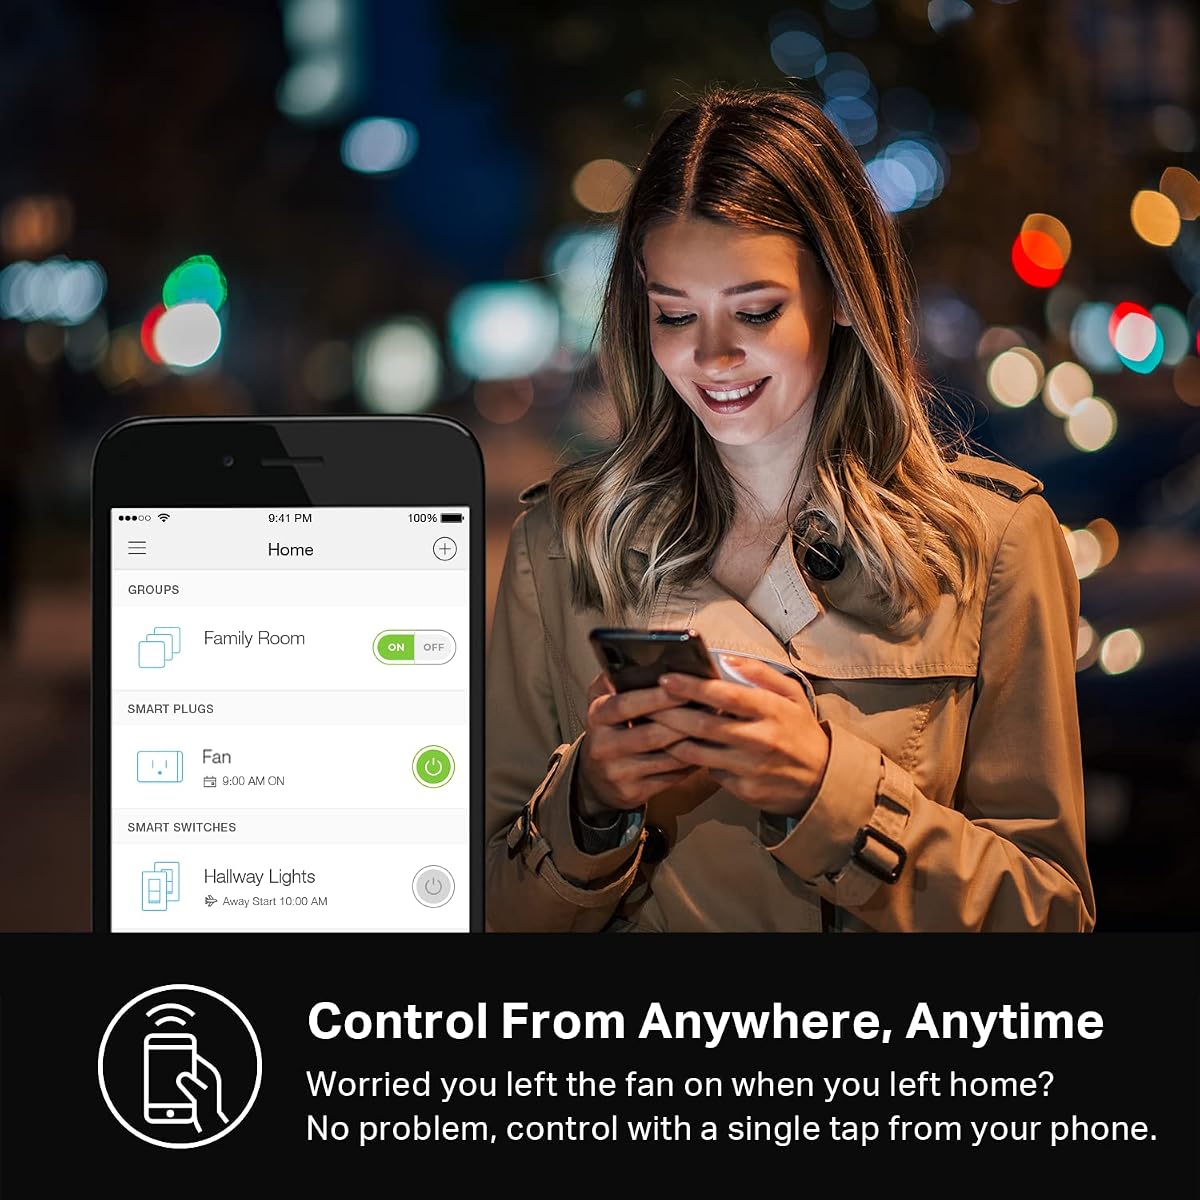 9:41 PM
100%
Home
GROUPS
Family Room
ON OFF
SMART PLUGS
Fan
9:00 AM ON
SMART SWITCHES
Hallway Lights
Away Start 10:00 AM
Control From Anywhere, Anytime
Worried you left the fan on when you left home?
No problem, control with a single tap from your phone.